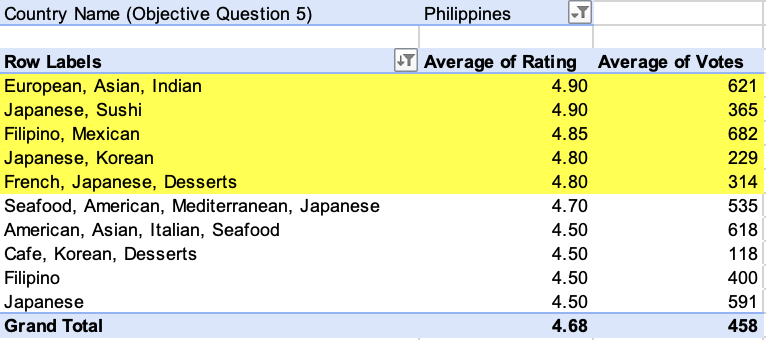 Country Name (Objective Question 5) Philippines
Row Labels Average of Rating Average of Votes
European, Asian, Indian 4.90 621
Japanese, Sushi 4.90 365
Filipino, Mexican 4.85 682
Japanese, Korean 4.80 229
French, Japanese, Desserts 4.80 314
Seafood, American, Mediterranean, Japanese 4.70 535
American, Asian, Italian, Seafood 4.50 618
Cafe, Korean, Desserts 4.50 118
Filipino 4.50 400
Japanese 4.50 591
Grand Total 4.68 458